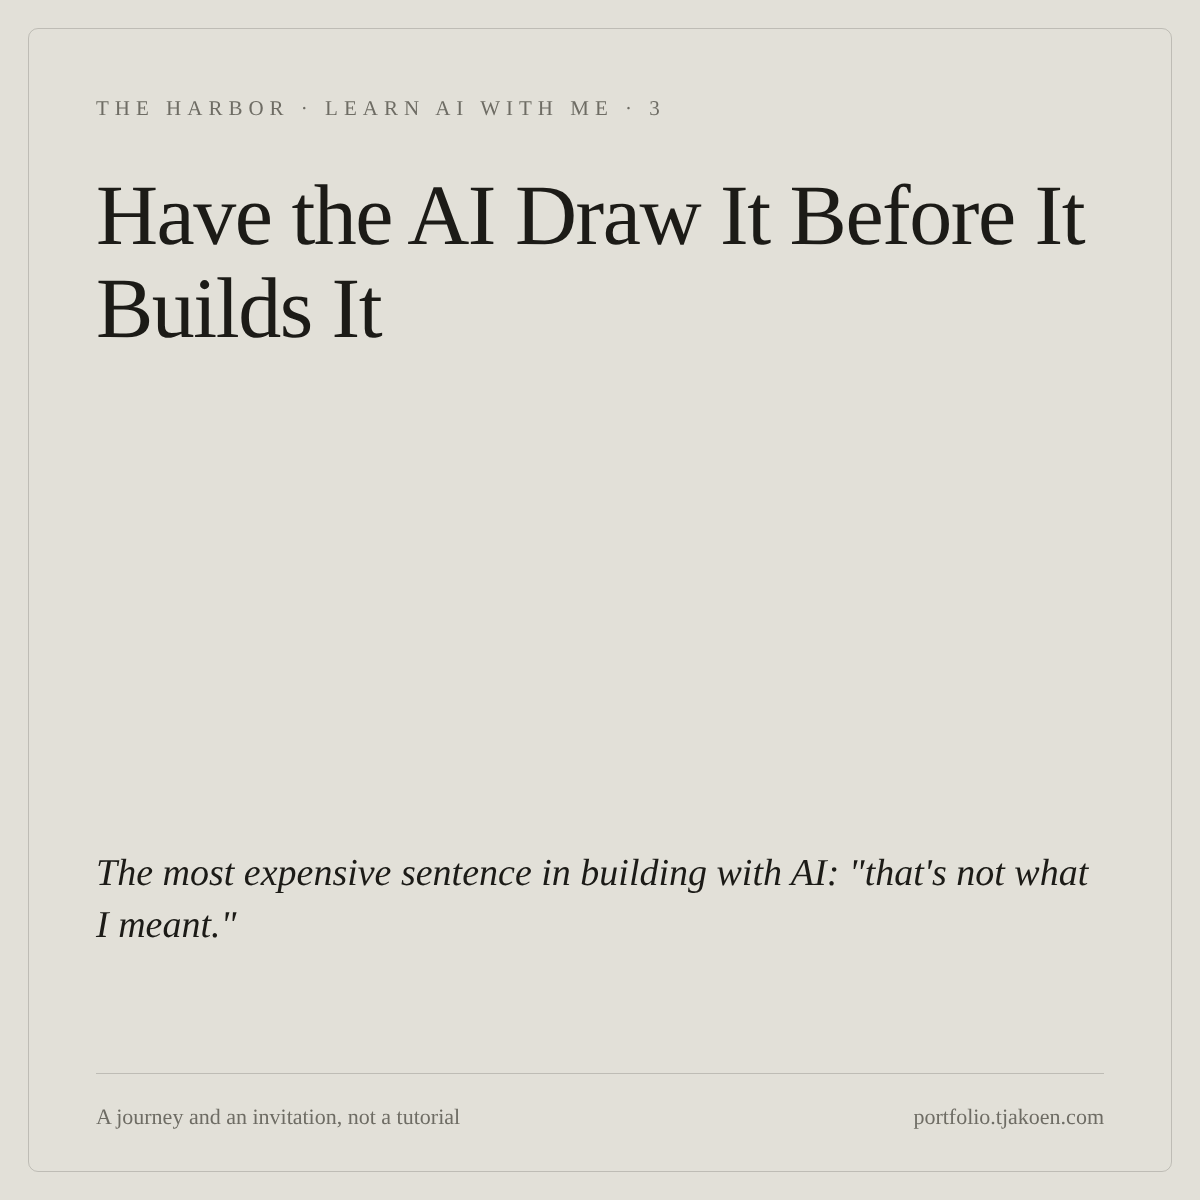 THE HARBOR · LEARN AI WITH ME · 3
Have the AI Draw It Before It
Builds It
The most expensive sentence in building with AI: "that's not what
I meant."
A journey and an invitation, not a tutorial
portfolio.tjakoen.com